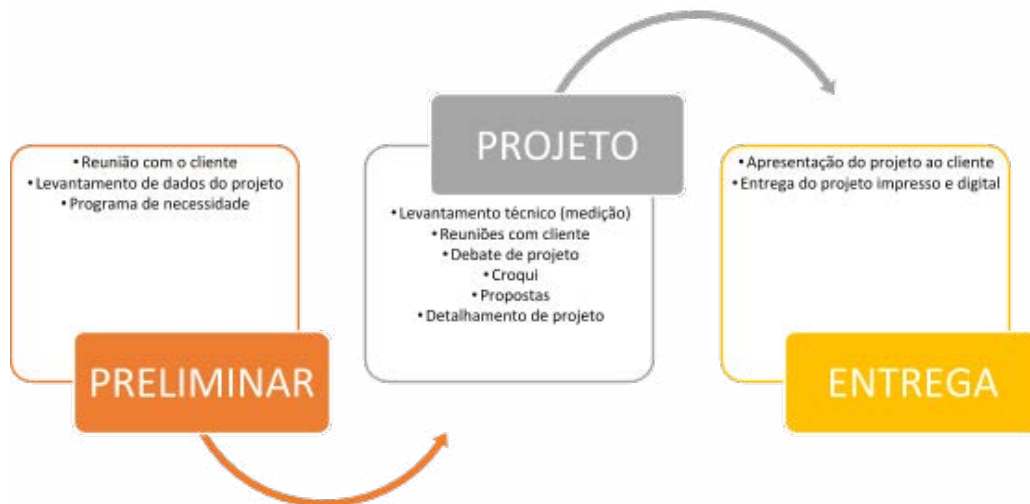 • Reunião com o cliente
• Levantamento de dados do projeto
• Programa de necessidade
PRELIMINAR
PROJETO
• Levantamento técnico (medição)
• Reuniões com cliente
• Debate de projeto
• Croqui
• Propostas
• Detalhamento de projeto
• Apresentação do projeto ao cliente
• Entrega do projeto impresso e digital
ENTREGA